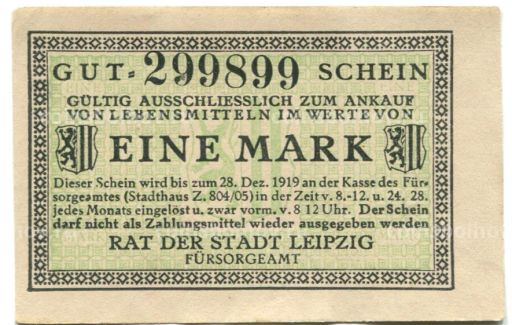 GUT- 299899 SCHEIN
GÜLTIG AUSSCHLIESSLICH ZUM ANKAUF
VON LEBENSMITTELN IM WERTE VON
EINE MARK
Dieser Schein wird bis zum 28. Dez. 1919 an der Kasse des Für-
sorgeamtes (Stadthaus Z. 804/05) in der Zeit v. 8.-12. u. 24. 28.
jedes Monats eingelöst u. zwar vorm. v. 8 12 Uhr. Der Schein
darf nicht als Zahlungsmittel wieder ausgegeben werden
RAT DER STADT LEIPZIG
FÜRSORGEAMT